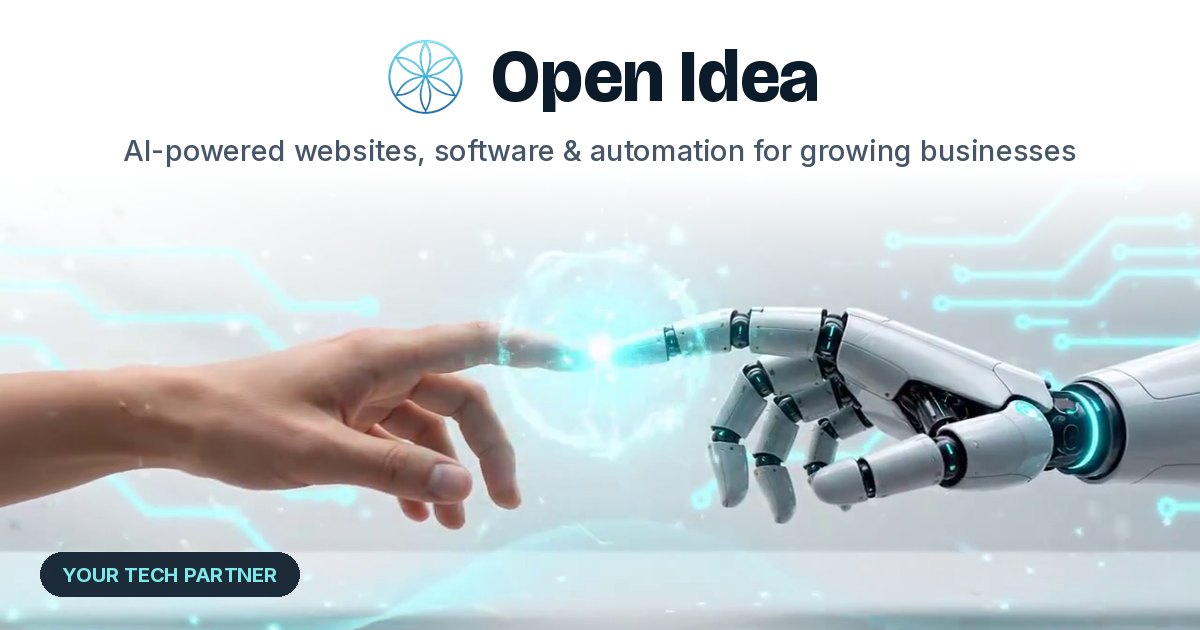 Open Idea
AI-powered websites, software & automation for growing businesses
YOUR TECH PARTNER